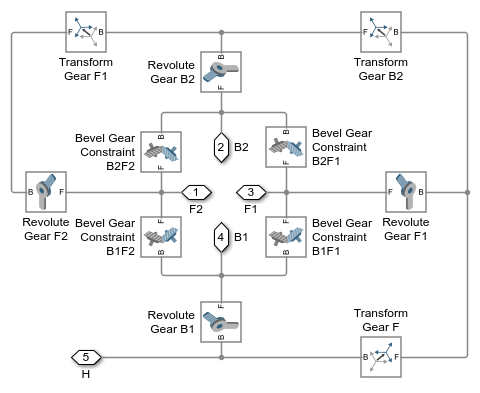 B
F
F
B
Transform
Gear F1
Transform
Gear B2
Revolute
Gear B2
B
F
Bevel Gear
Constraint
B2F2
B
F
2
B2
B
F
Bevel Gear
Constraint
B2F1
B
F
Revolute
Gear F2
1
F2
3
F1
F
B
Revolute
Gear F1
Bevel Gear
Constraint
B1F2
F
B
4
B1
F
B
Bevel Gear
Constraint
B1F1
Revolute
Gear B1
F
B
Transform
Gear F
B
F
5
H